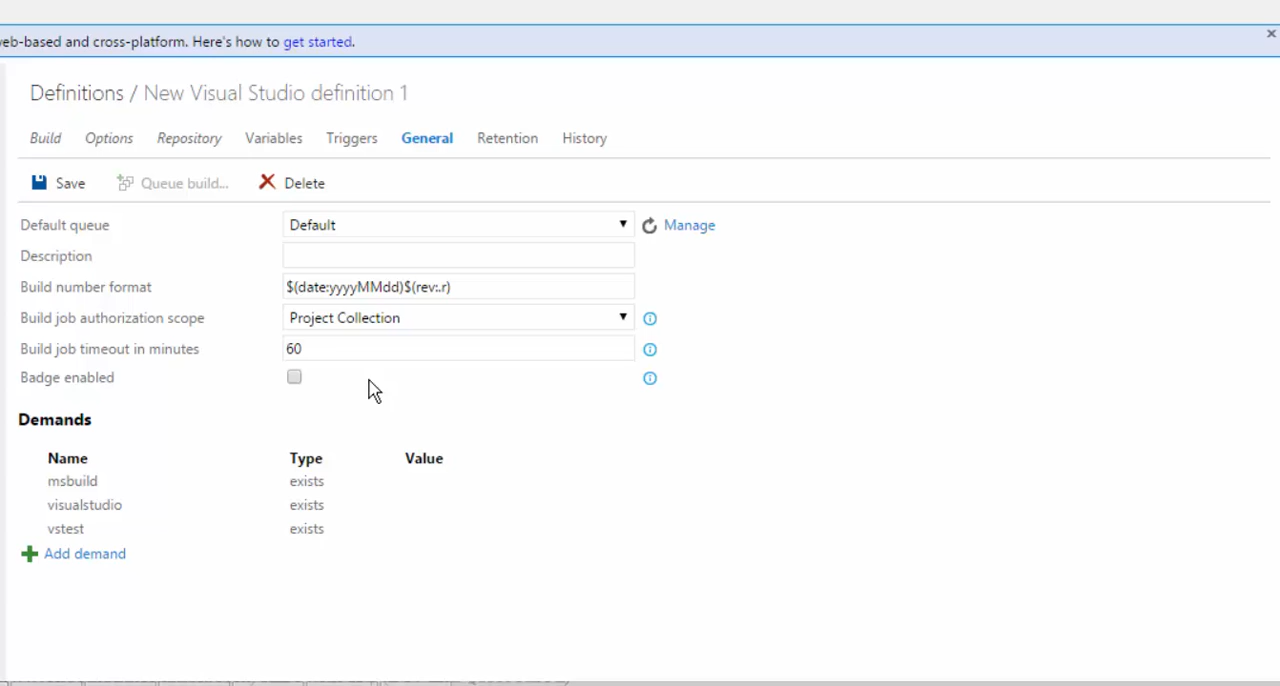 web-based and cross-platform. Here's how to get started.
Definitions / New Visual Studio definition 1
Build Options Repository Variables Triggers General Retention History
Save Queue build... Delete
Default queue Default Manage
Description
Build number format $(date:yyyyMMdd)$(rev:.r)
Build job authorization scope Project Collection
Build job timeout in minutes 60
Badge enabled
Demands
Name Type Value
msbuild exists
visualstudio exists
vstest exists
Add demand